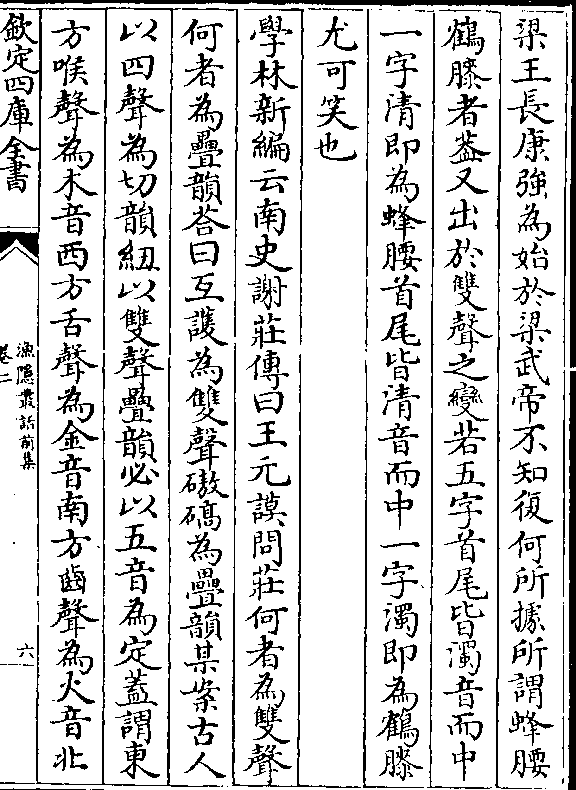 梁王長康強為始於梁武帝不知復何所據所謂蜂腰
鶴膝者葢又出於雙聲之變若五字首尾皆濁音而中
一字清即為蜂腰首尾皆清音而中一字濁即為鶴膝
尤可笑也
學林新編云南史謝莊傳曰王元謨問莊何者為雙聲
何者為疊韻荅曰互護為雙聲磝碻為疊韻某案古人
以四聲為切韻紐以雙聲疊韻必以五音為定蓋謂東
方喉聲為木音西方舌聲為金音南方齒聲為火音北
欽定四庫全書
漁隱叢話前集
卷二
六